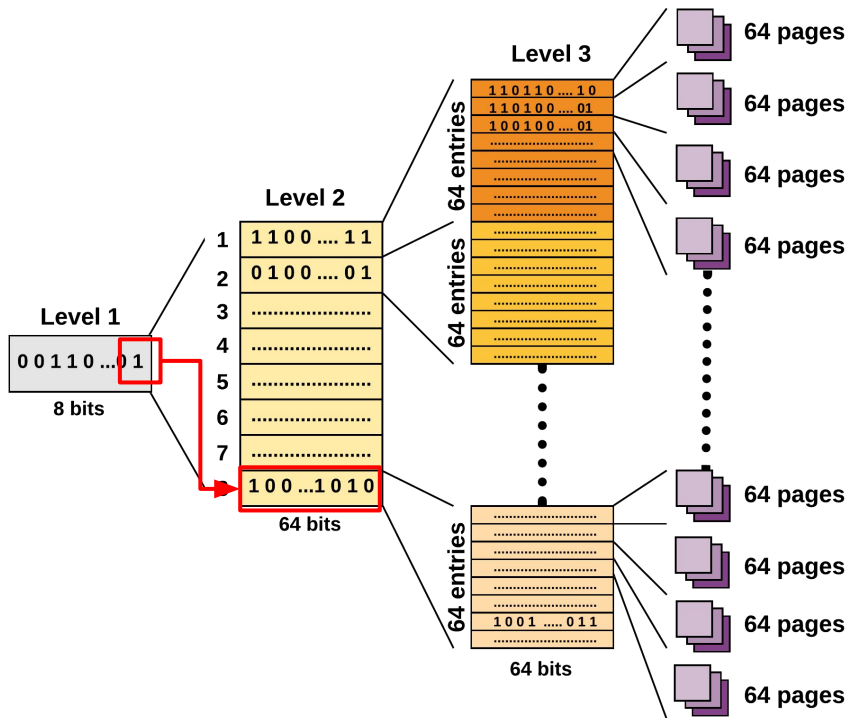 Level 1
0 0 1 1 0 ...0 1
8 bits
Level 2
1
1 1 0 0 .... 1 1
2
0 1 0 0 .... 0 1
3
......................
4
......................
5
......................
6
......................
7
......................
1 0 0 ...1 0 1 0
64 bits
Level 3
64 entries
1 1 0 1 1 0 .... 1 0
1 1 0 1 0 0 .... 01
1 0 0 1 0 0 .... 01
..........................
..........................
..........................
..........................
..........................
64 entries
..........................
..........................
..........................
..........................
..........................
..........................
..........................
..........................
64 entries
..........................
..........................
..........................
..........................
..........................
..........................
1 0 0 1 ..... 0 1 1
..........................
64 bits
64 pages
64 pages
64 pages
64 pages
64 pages
64 pages
64 pages
64 pages